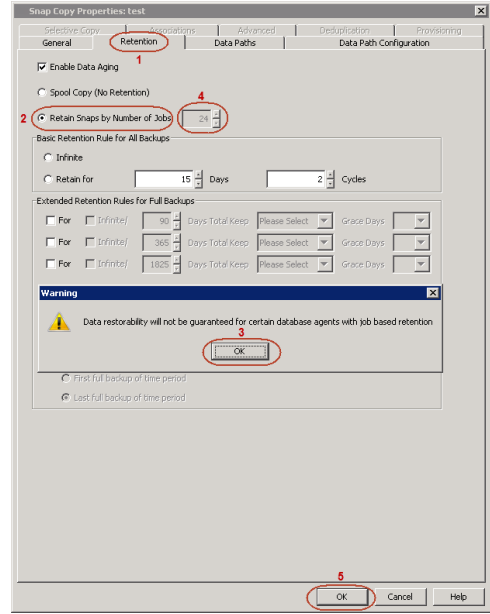 Snap Copy Properties: test
Selective Copy Associations Advanced Deduplication Provisioning
General Retention Data Paths Data Path Configuration
1
Enable Data Aging
Spool Copy (No Retention)
4
2 Retain Snaps by Number of Jobs 24
Basic Retention Rule for All Backups
Infinite
Retain for 15 Days 2 Cycles
Extended Retention Rules for Full Backups
For Infinite/ 90 Days Total Keep Please Select Grace Days
For Infinite/ 365 Days Total Keep Please Select Grace Days
For Infinite/ 1825 Days Total Keep Please Select Grace Days
Warning
Data restorability will not be guaranteed for certain database agents with job based retention
3
OK
First full backup of time period
Last full backup of time period
5
OK Cancel Help